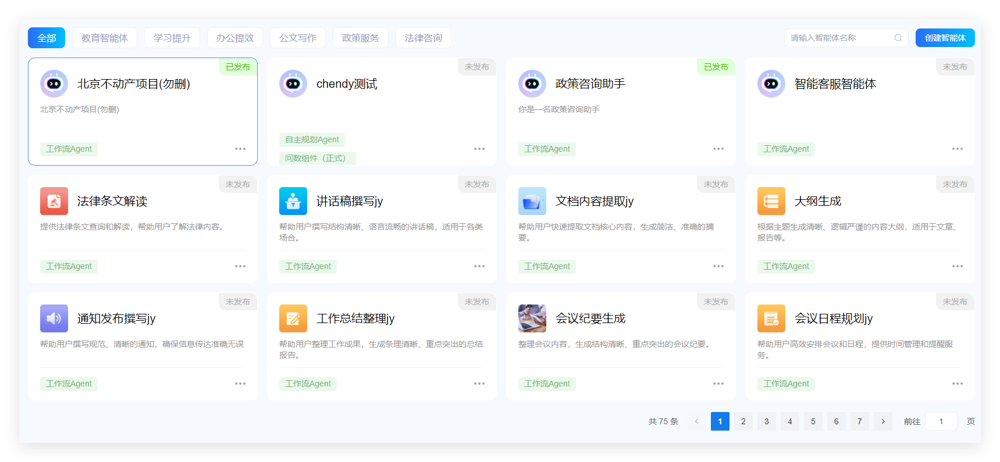 全部
教育智能体
学习提升
办公提效
公文写作
政策服务
法律咨询
请输入智能体名称
创建智能体
已发布
北京不动产项目(勿删)
北京不动产项目(勿删)
工作流Agent
未发布
chendy测试
自主规划Agent
问数组件（正式）
已发布
政策咨询助手
你是一名政策咨询助手
工作流Agent
未发布
智能客服智能体
工作流Agent
未发布
法律条文解读
提供法律条文查询和解读，帮助用户了解法律内容。
工作流Agent
未发布
讲话稿撰写jy
帮助用户撰写结构清晰、语言流畅的讲话稿，适用于各类
场合。
工作流Agent
未发布
文档内容提取jy
帮助用户快速提取文档核心内容，生成简洁、准确的摘
要。
工作流Agent
未发布
大纲生成
根据主题生成清晰、逻辑严谨的内容大纲，适用于文章、
报告等。
工作流Agent
未发布
通知发布撰写jy
帮助用户撰写规范、清晰的通知，确保信息传达准确无误
工作流Agent
未发布
工作总结整理jy
帮助用户整理工作成果，生成条理清晰、重点突出的总结
报告。
工作流Agent
未发布
会议纪要生成
整理会议内容，生成结构清晰、重点突出的会议纪要。
工作流Agent
未发布
会议日程规划jy
帮助用户高效安排会议和日程，提供时间管理和提醒服
务。
工作流Agent
共 75 条
1
2
3
4
5
6
7
前往
1
页